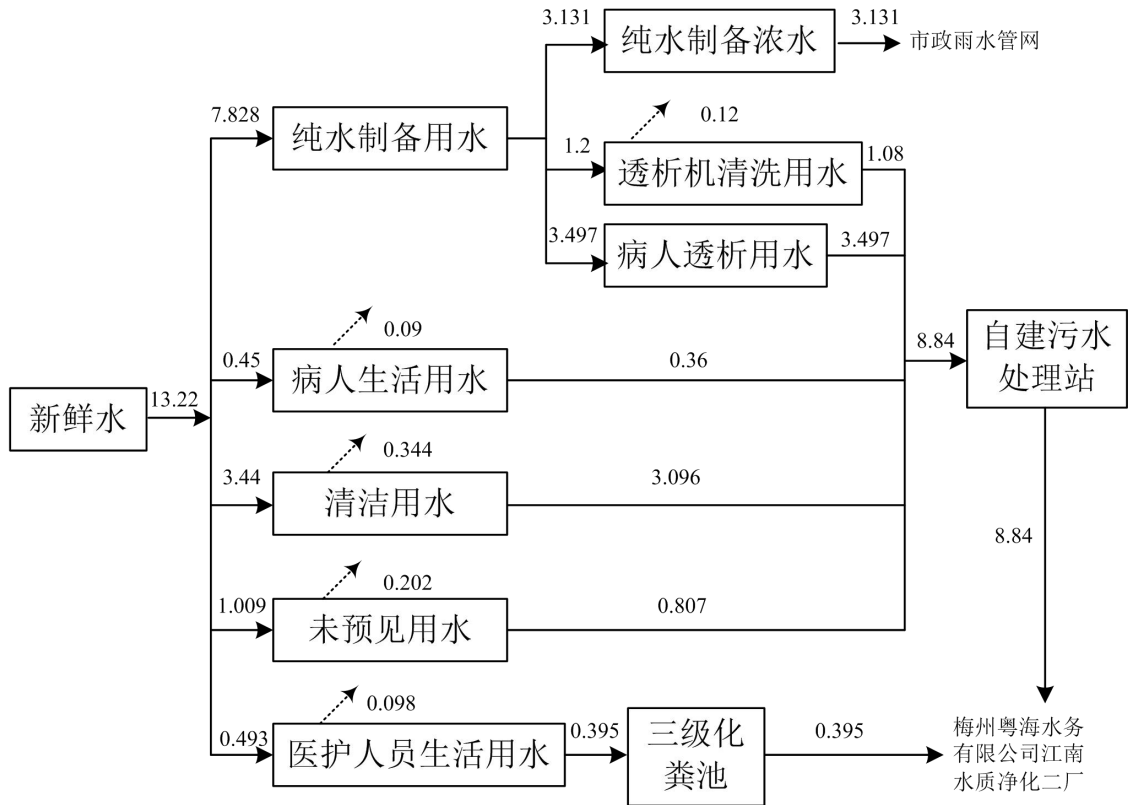 3.131
纯水制备浓水
3.131
市政雨水管网
7.828
纯水制备用水
0.12
1.2
透析机清洗用水
1.08
3.497
病人透析用水
3.497
0.09
0.45
病人生活用水
0.36
8.84
自建污水
处理站
新鲜水
13.22
0.344
3.44
清洁用水
3.096
8.84
0.202
1.009
未预见用水
0.807
0.098
0.493
医护人员生活用水
0.395
三级化
粪池
0.395
梅州粤海水务
有限公司江南
水质净化二厂